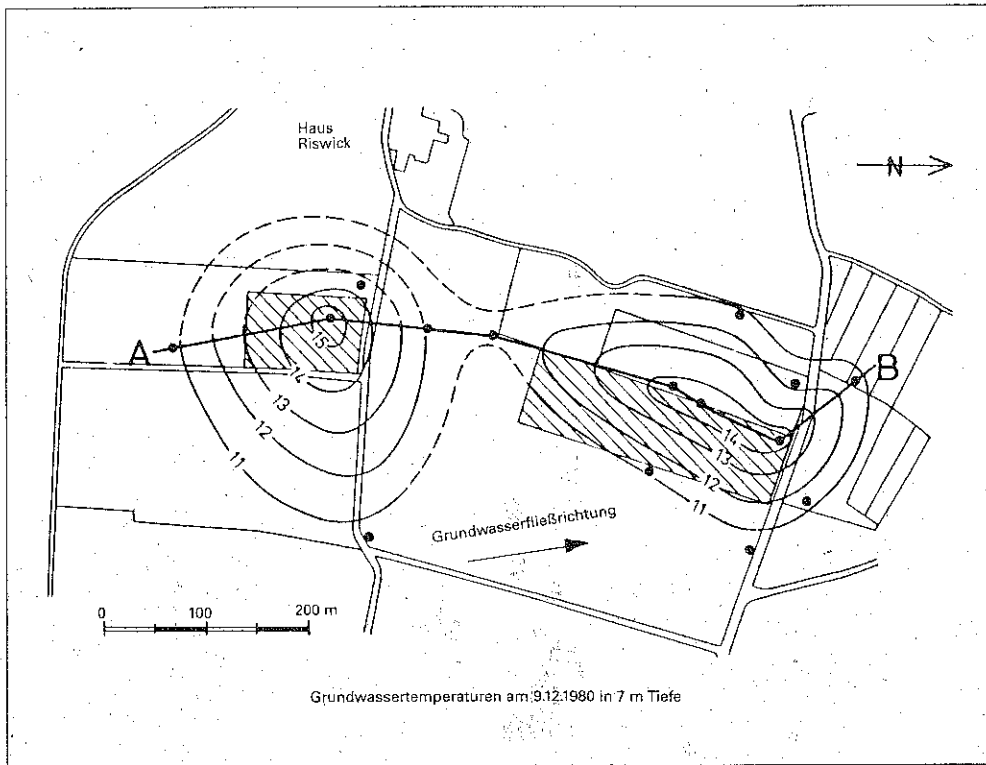 Haus
Riswick
N
A
B
15
14
13
12
11
14
13
12
11
Grundwasserfließrichtung
0 100 200 m
Grundwassertemperaturen am 9.12.1980 in 7 m Tiefe